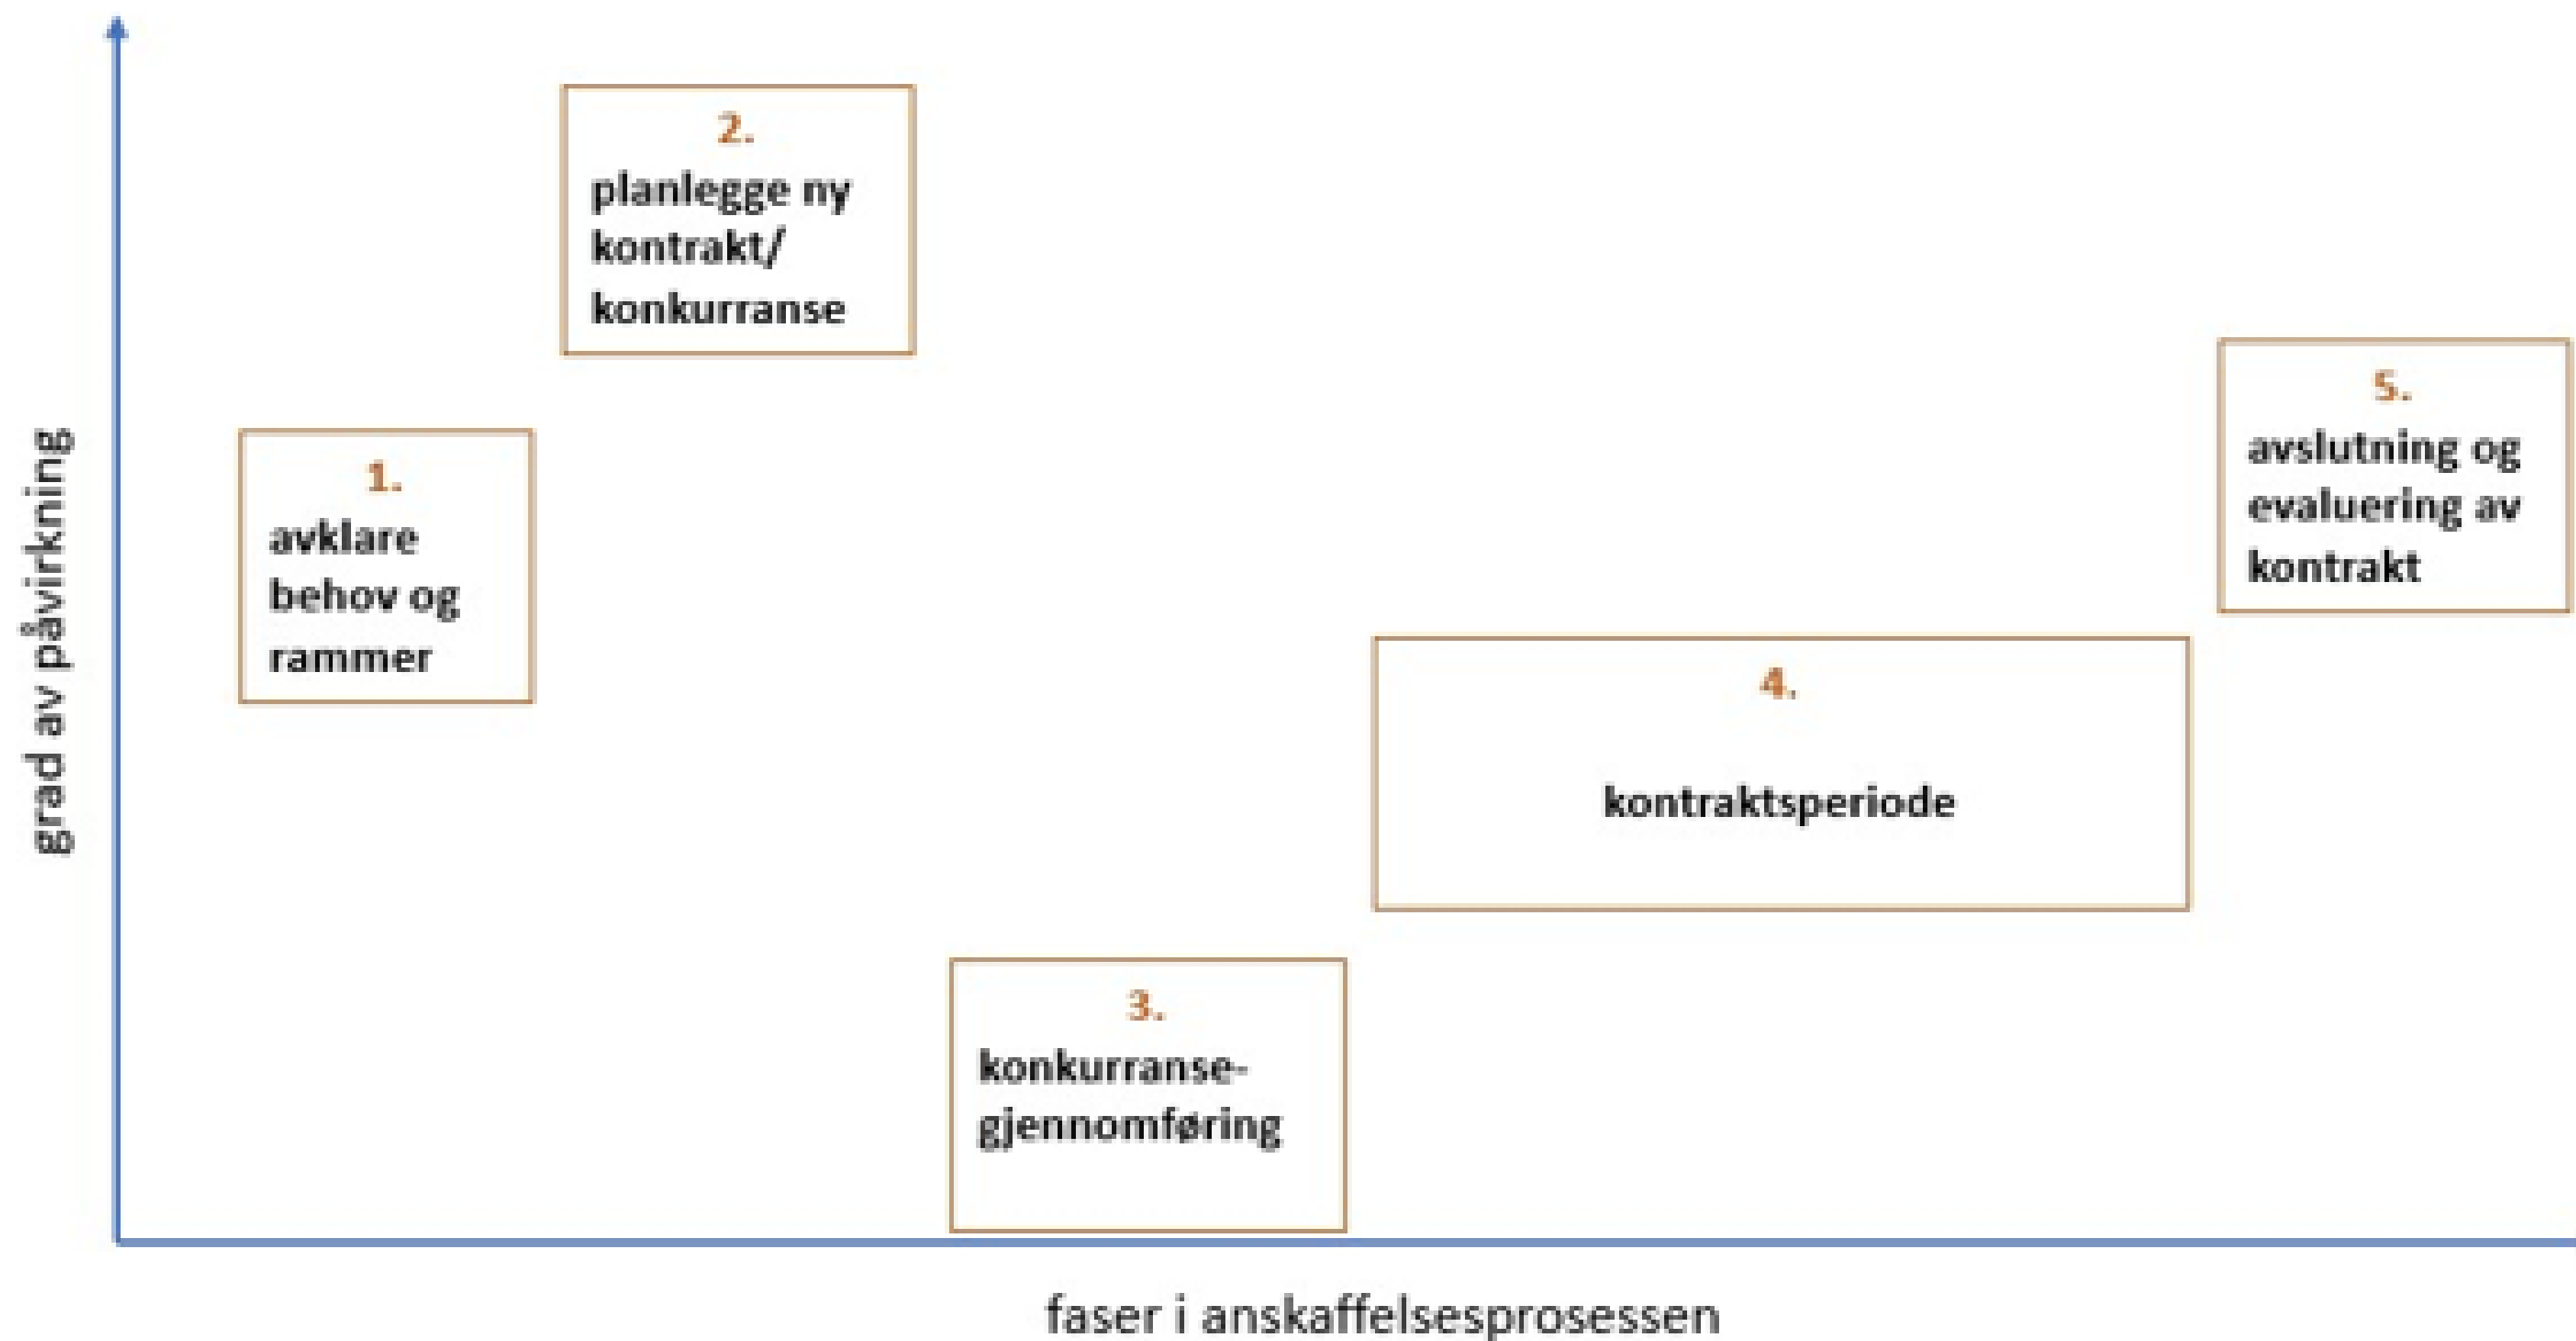 grad av påvirkning
1.
avklare
behov og
rammer
2.
planlegge ny
kontrakt/
konkurranse
3.
konkurranse-
gjennomføring
4.
kontraktsperiode
5.
avslutning og
evaluering av
kontrakt
faser i anskaffelsesprosessen